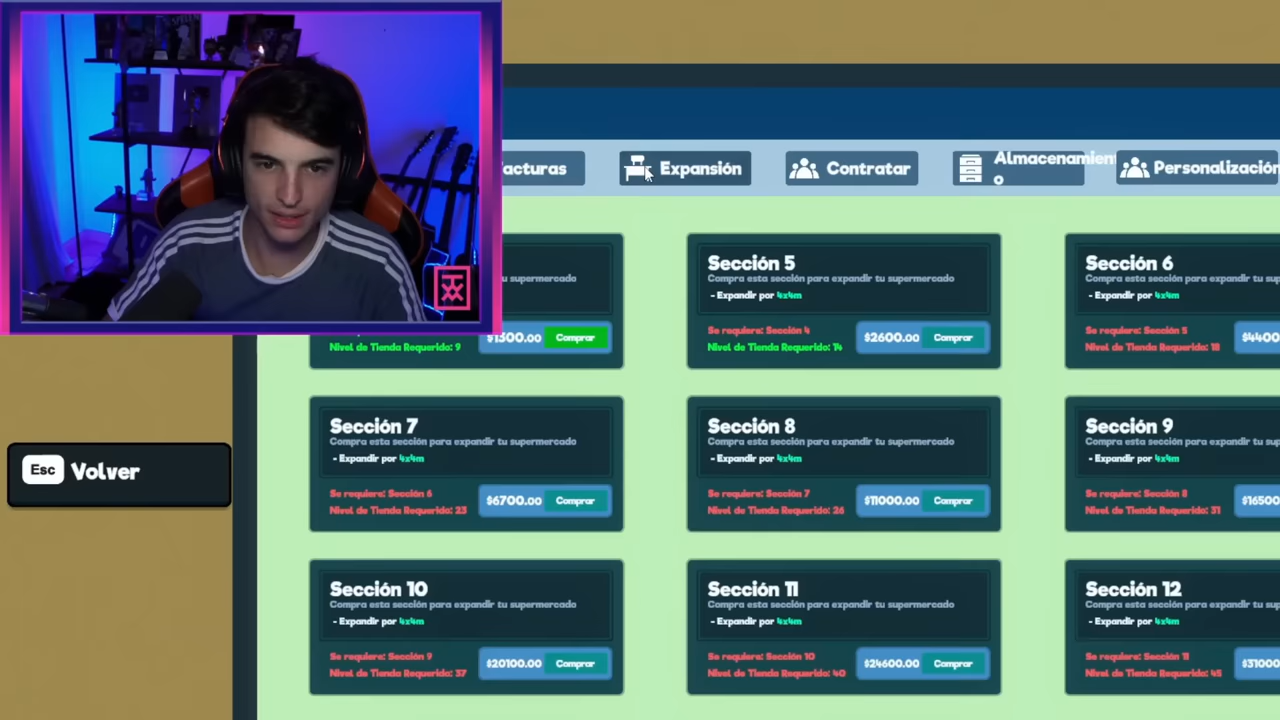 acturas
Expansión
Contratar
Almacenamien
o
Personalización
supermercado
$1300.00 Comprar
Nivel de Tienda Requerido: 9
Sección 5
Compra esta sección para expandir tu supermercado
- Expandir por 4x4m
Se requiere: Sección 4
Nivel de Tienda Requerido: 14
$2600.00 Comprar
Sección 6
Compra esta sección para expandir tu
- Expandir por 4x4m
Se requiere: Sección 5
Nivel de Tienda Requerido: 18
$4400
Esc Volver
Sección 7
Compra esta sección para expandir tu supermercado
- Expandir por 4x4m
Se requiere: Sección 6
Nivel de Tienda Requerido: 23
$6700.00 Comprar
Sección 8
Compra esta sección para expandir tu supermercado
- Expandir por 4x4m
Se requiere: Sección 7
Nivel de Tienda Requerido: 26
$11000.00 Comprar
Sección 9
Compra esta sección para expandir tu
- Expandir por 4x4m
Se requiere: Sección 8
Nivel de Tienda Requerido: 31
$16500
Sección 10
Compra esta sección para expandir tu supermercado
- Expandir por 4x4m
Se requiere: Sección 9
Nivel de Tienda Requerido: 37
$20100.00 Comprar
Sección 11
Compra esta sección para expandir tu supermercado
- Expandir por 4x4m
Se requiere: Sección 10
Nivel de Tienda Requerido: 40
$24600.00 Comprar
Sección 12
Compra esta sección para expandir tu
- Expandir por 4x4m
Se requiere: Sección 11
Nivel de Tienda Requerido: 45
$31000